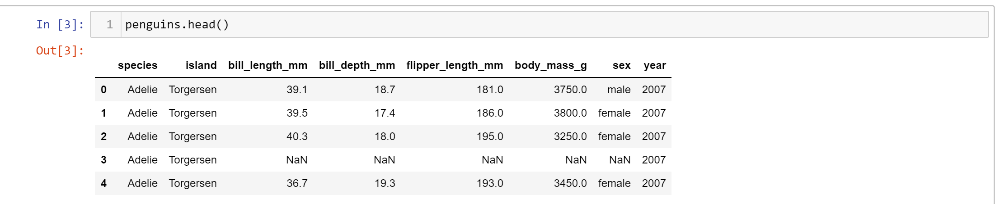 In [3]: 1 penguins.head()
Out[3]:
species island bill_length_mm bill_depth_mm flipper_length_mm body_mass_g sex year
0 Adelie Torgersen 39.1 18.7 181.0 3750.0 male 2007
1 Adelie Torgersen 39.5 17.4 186.0 3800.0 female 2007
2 Adelie Torgersen 40.3 18.0 195.0 3250.0 female 2007
3 Adelie Torgersen NaN NaN NaN NaN NaN 2007
4 Adelie Torgersen 36.7 19.3 193.0 3450.0 female 2007